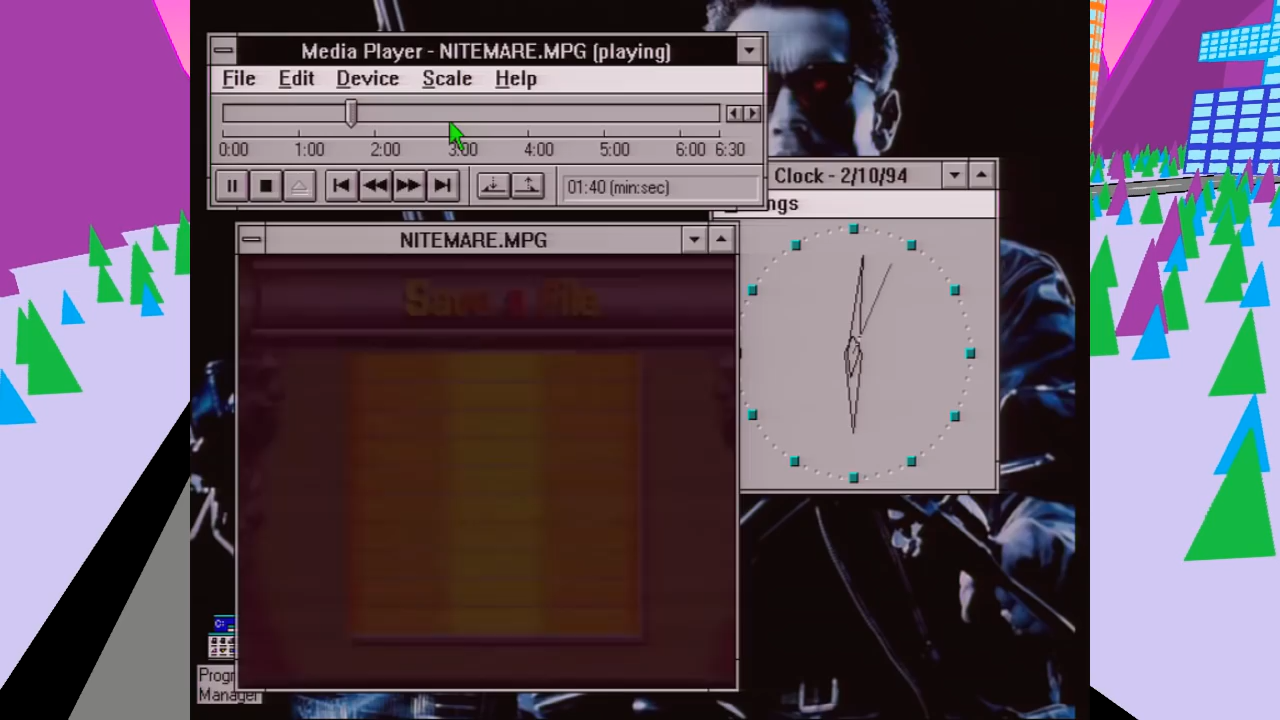 Media Player - NITEMARE.MPG (playing)
File Edit Device Scale Help
0:00 1:00 2:00 3:00 4:00 5:00 6:00 6:30
01:40 (min:sec)
Clock - 2/10/94
ngs
NITEMARE.MPG
Save a File
C:\
Progr
Manager